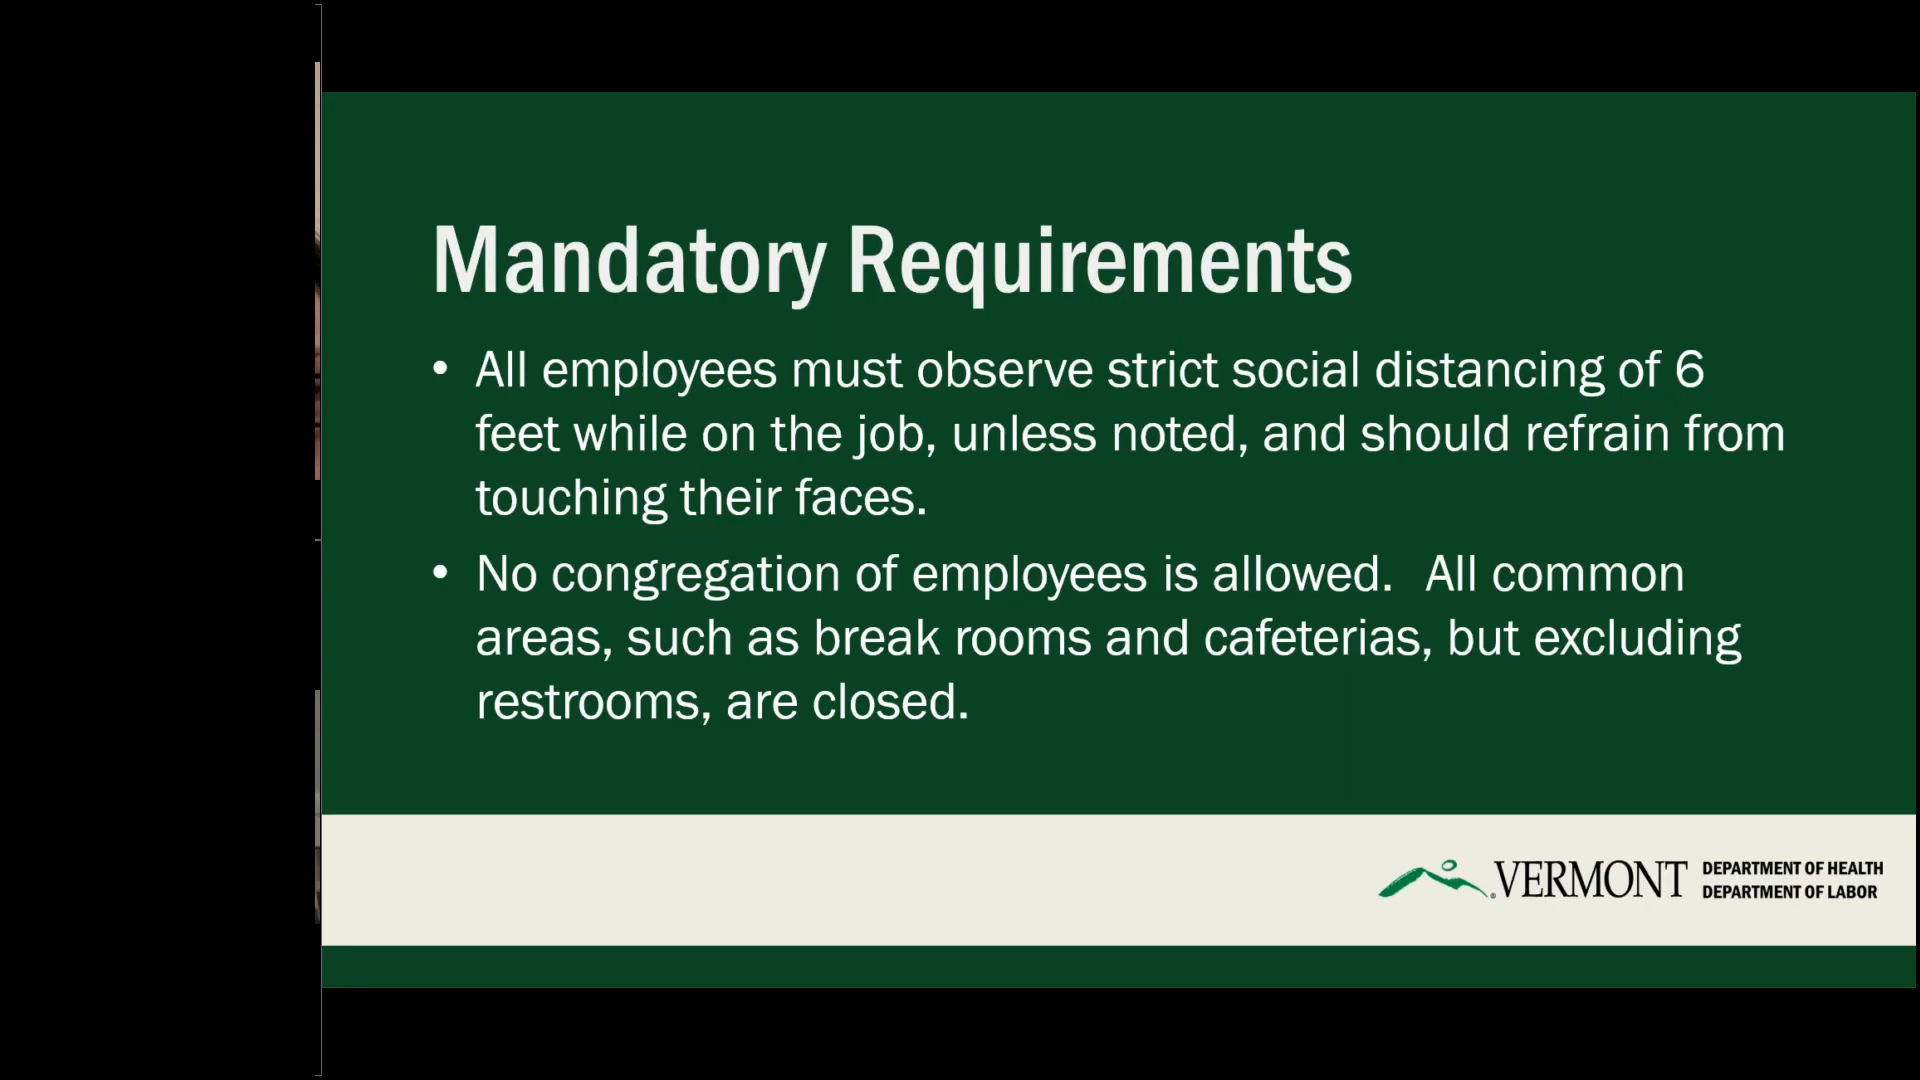 Mandatory Requirements
• All employees must observe strict social distancing of 6
feet while on the job, unless noted, and should refrain from
touching their faces.
• No congregation of employees is allowed.  All common
areas, such as break rooms and cafeterias, but excluding
restrooms, are closed.
VERMONT
DEPARTMENT OF HEALTH
DEPARTMENT OF LABOR